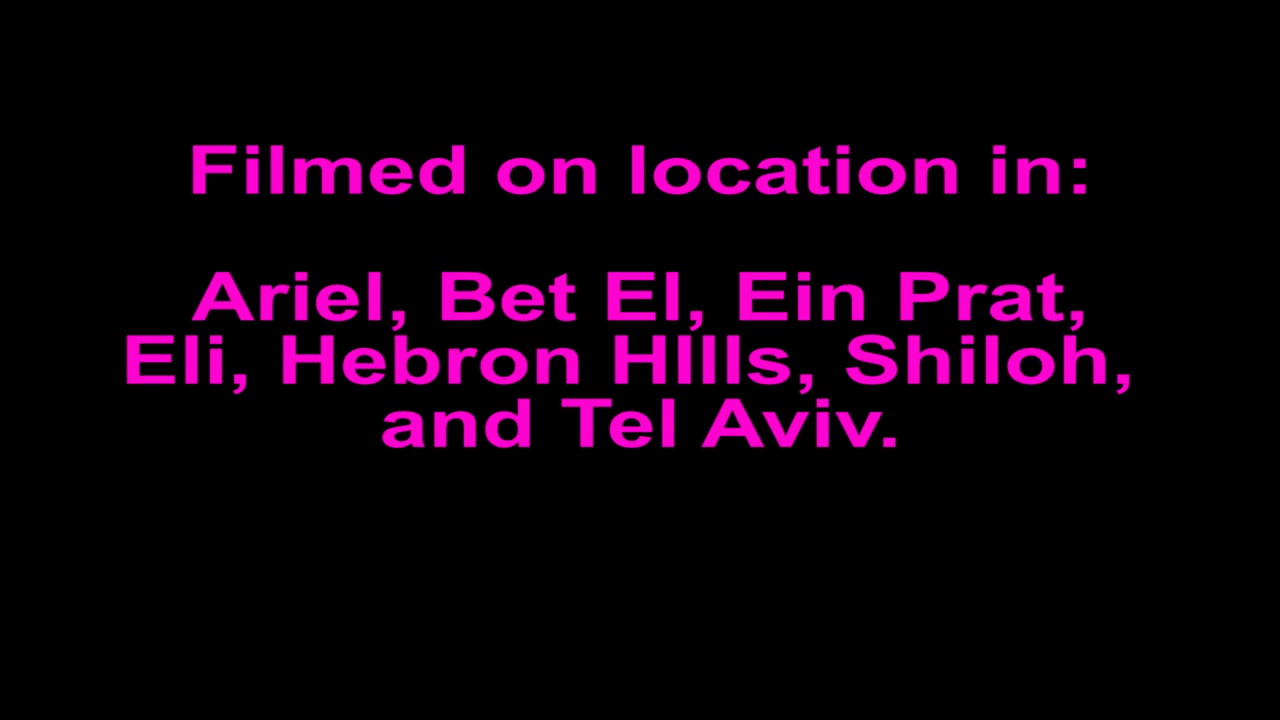 Filmed on location in:
Ariel, Bet El, Ein Prat,
Eli, Hebron HIlls, Shiloh,
and Tel Aviv.